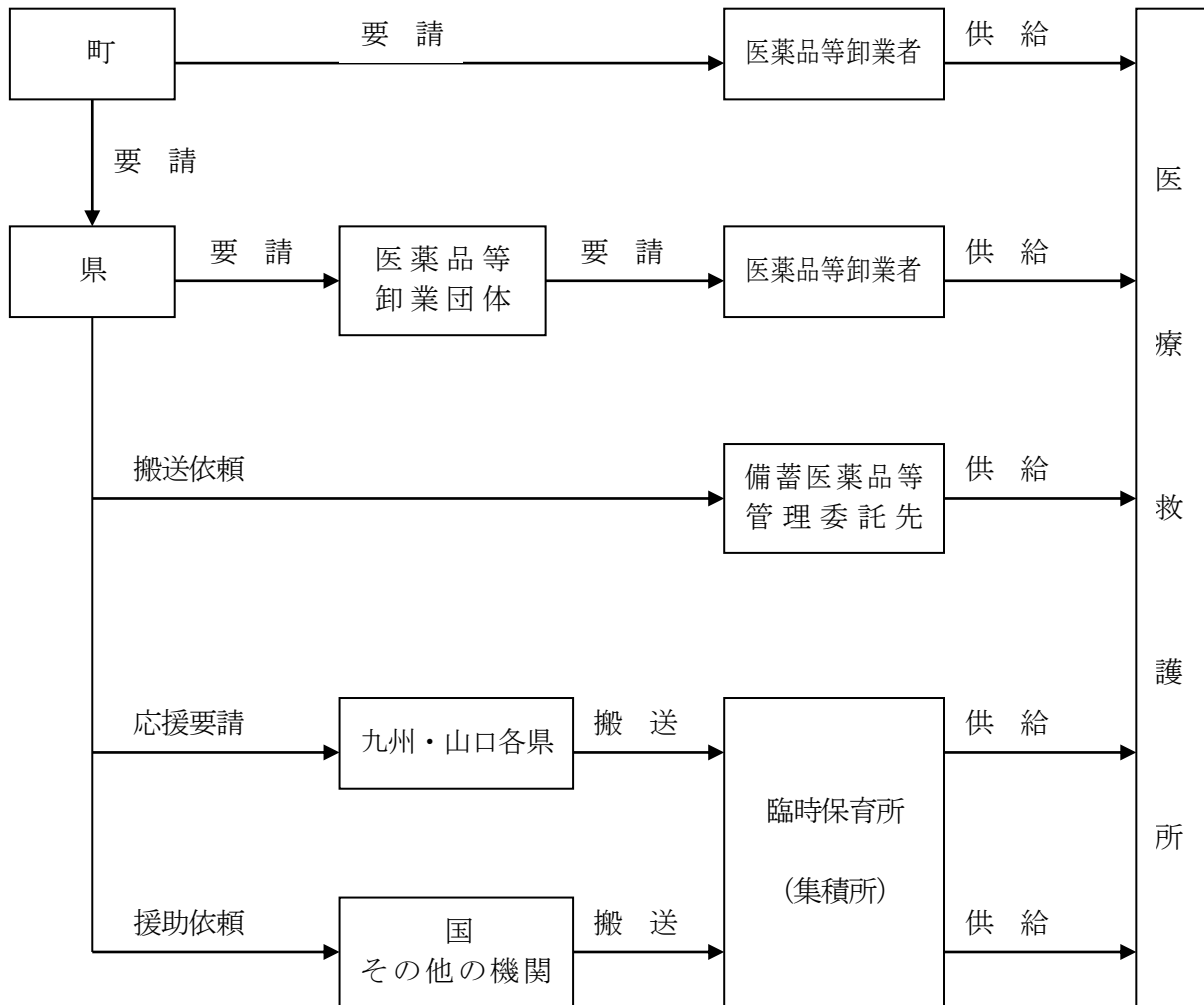 町
要　請
医薬品等卸業者
供　給
要　請
県
要　請
医薬品等
卸業団体
要　請
医薬品等卸業者
供　給
搬送依頼
備蓄医薬品等
管理委託先
供　給
応援要請
九州・山口各県
搬　送
臨時保育所
(集積所)
供　給
援助依頼
国
その他の機関
搬　送
供　給
医療救護所